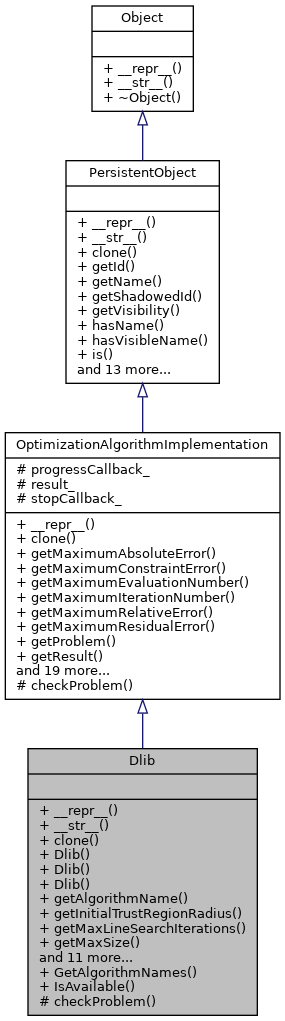 Object
+ __repr__()
+ __str__()
+ ~Object()
PersistentObject
+ __repr__()
+ __str__()
+ clone()
+ getId()
+ getName()
+ getShadowedId()
+ getVisibility()
+ hasName()
+ hasVisibleName()
+ is()
and 13 more...
OptimizationAlgorithmImplementation
# progressCallback_
# result_
# stopCallback_
+ __repr__()
+ clone()
+ getMaximumAbsoluteError()
+ getMaximumConstraintError()
+ getMaximumEvaluationNumber()
+ getMaximumIterationNumber()
+ getMaximumRelativeError()
+ getMaximumResidualError()
+ getProblem()
+ getResult()
and 19 more...
# checkProblem()
Dlib
+ __repr__()
+ __str__()
+ clone()
+ Dlib()
+ Dlib()
+ Dlib()
+ getAlgorithmName()
+ getInitialTrustRegionRadius()
+ getMaxLineSearchIterations()
+ getMaxSize()
and 11 more...
+ GetAlgorithmNames()
+ IsAvailable()
# checkProblem()